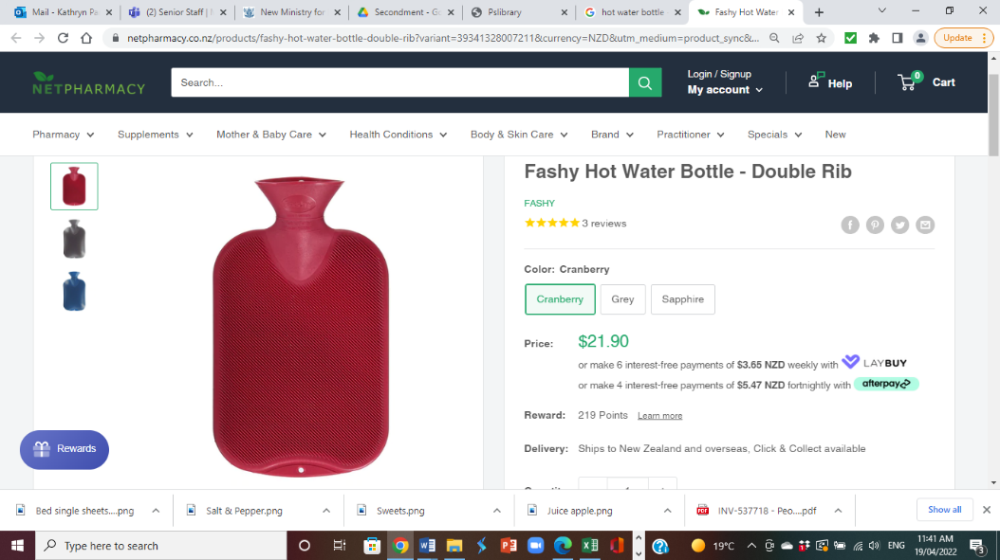 Mail - Kathryn Pa
(2) Senior Staff |
New Ministry for
Secondment - G
Pslibrary
hot water bottle
Fashy Hot Water
netpharmacy.co.nz/products/fashy-hot-water-bottle-double-rib?variant=39341328007211&currency=NZD&utm_medium=product_sync&...
Update
NETPHARMACY
Search...
Login / Signup
My account
Help
0
Cart
Pharmacy
Supplements
Mother & Baby Care
Health Conditions
Body & Skin Care
Brand
Practitioner
Specials
New
Fashy Hot Water Bottle - Double Rib
FASHY
3 reviews
Color: Cranberry
Cranberry
Grey
Sapphire
Price: $21.90
or make 6 interest-free payments of $3.65 NZD weekly with LAYBUY
or make 4 interest-free payments of $5.47 NZD fortnightly with afterpay
Reward: 219 Points Learn more
Delivery: Ships to New Zealand and overseas, Click & Collect available
Rewards
Bed single sheets....png
Salt & Pepper.png
Sweets.png
Juice apple.png
INV-537718 - Peo....pdf
Show all
Type here to search
19°C
ENG
11:41 AM
19/04/2022
3